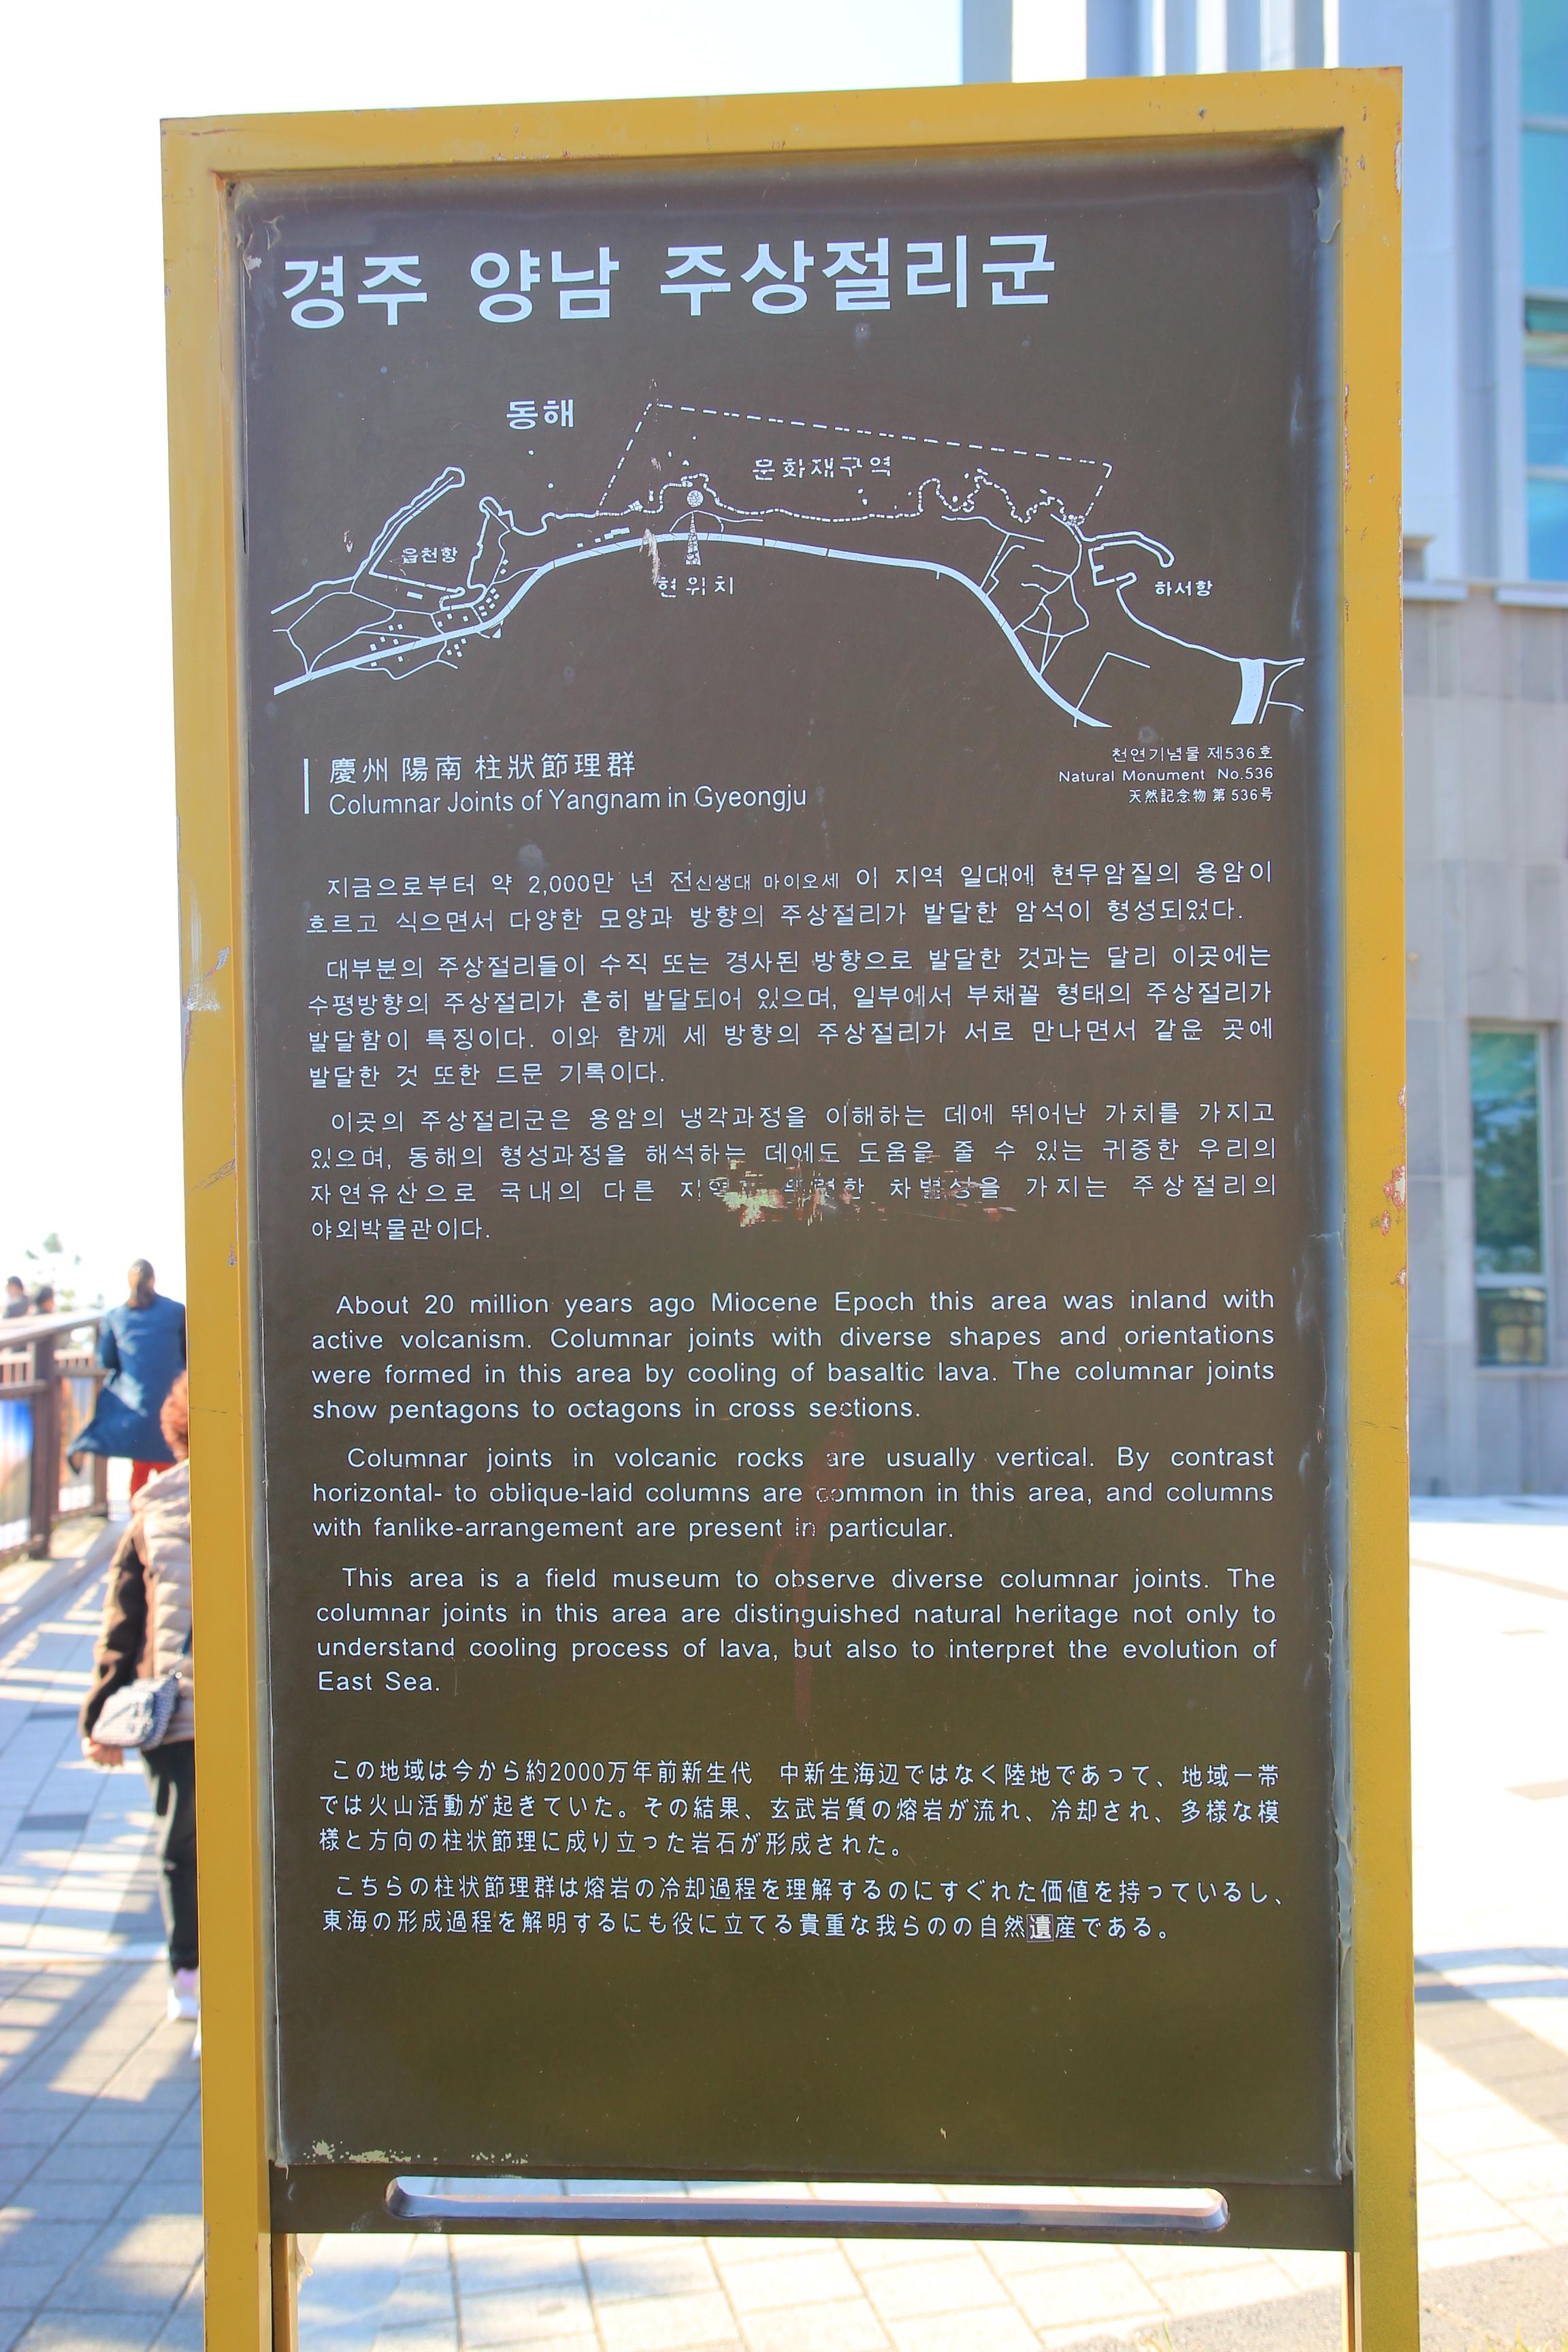 경주 양남 주상절리군
동해
문화재구역
읍천항
현위치
하서항
慶州 陽南 柱狀節理群
Columnar Joints of Yangnam in Gyeongju
천연기념물 제536호
Natural Monument No.536
天然記念物 第 536号
지금으로부터 약 2,000만 년 전신생대 마이오세 이 지역 일대에 현무암질의 용암이
흐르고 식으면서 다양한 모양과 방향의 주상절리가 발달한 암석이 형성되었다.
대부분의 주상절리들이 수직 또는 경사된 방향으로 발달한 것과는 달리 이곳에는
수평방향의 주상절리가 흔히 발달되어 있으며, 일부에서 부채꼴 형태의 주상절리가
발달함이 특징이다. 이와 함께 세 방향의 주상절리가 서로 만나면서 같운 곳에
발달한 것 또한 드문 기록이다.
이곳의 주상절리군은 용암의 냉각과정을 이해하는 데에 뛰어난 가치를 가지고
있으며, 동해의 형성과정을 해석하는 데에도 도움을 줄 수 있는 귀중한 우리의
자연유산으로 국내의 다른 차별성을 가지는 주상절리의
야외박물관이다.
About 20 million years ago Miocene Epoch this area was inland with
active volcanism. Columnar joints with diverse shapes and orientations
were formed in this area by cooling of basaltic lava. The columnar joints
show pentagons to octagons in cross sections.
Columnar joints in volcanic rocks are usually vertical. By contrast
horizontal- to oblique-laid columns are common in this area, and columns
with fanlike-arrangement are present in particular.
This area is a field museum to observe diverse columnar joints. The
columnar joints in this area are distinguished natural heritage not only to
understand cooling process of lava, but also to interpret the evolution of
East Sea.
この地域は今から約2000万年前新生代　中新生海辺ではなく陸地であって、地域一帯
では火山活動が起きていた。その結果、玄武岩質の熔岩が流れ、冷却され、多様な模
様と方向の柱状節理に成り立った岩石が形成された。
こちらの柱状節理群は熔岩の冷却過程を理解するのにすぐれた価値を持っているし、
東海の形成過程を解明するにも役に立てる貴重な我らのの自然遺産である。